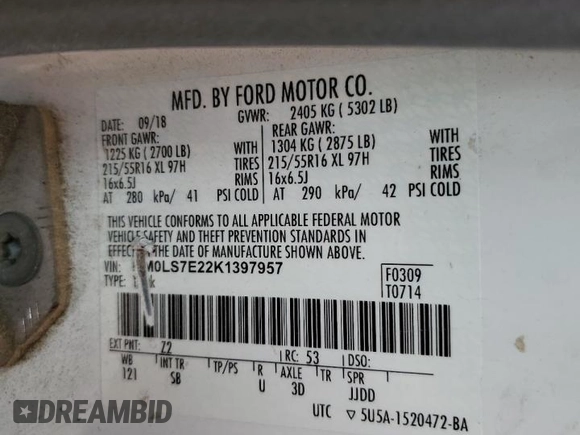 MFD. BY FORD MOTOR CO.
DATE: 09/18 GVWR: 2405 KG ( 5302 LB)
FRONT GAWR: REAR GAWR:
1225 KG ( 2700 LB) WITH 1304 KG ( 2875 LB) WITH
215/55R16 XL 97H TIRES 215/55R16 XL 97H TIRES
16x6.5J RIMS 16x6.5J RIMS
AT 280 kPa/ 41 PSI COLD AT 290 kPa/ 42 PSI COLD
THIS VEHICLE CONFORMS TO ALL APPLICABLE FEDERAL MOTOR
VEHICLE SAFETY AND THEFT PREVENTION STANDARDS IN
THE DATE OF MANUFACTURE SHOWN ABOVE.
VIN: M0LS7E22K1397957
TYPE:
F0309
T0714
EXT PNT: Z2 RC: 53 DSO:
WB INT TR TP/PS R AXLE TR SPR
121 SB U 3D JJDD
UTC ▽ 5U5A-1520472-BA
DREAMBID